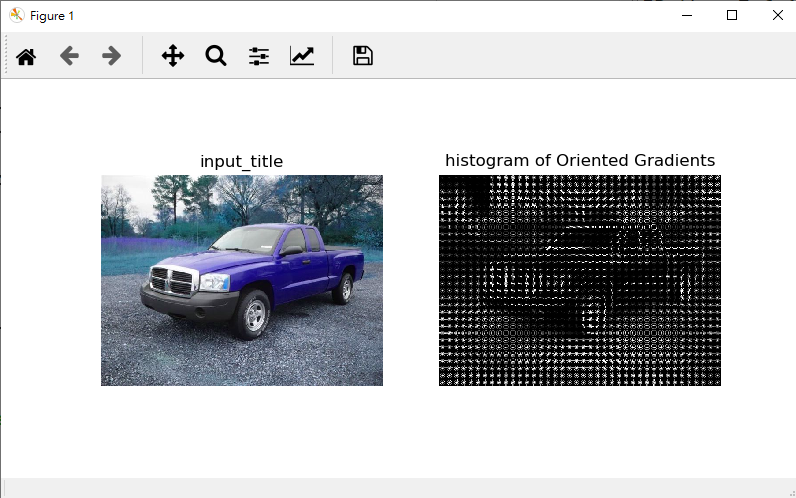 Figure 1
input_title
histogram of Oriented Gradients